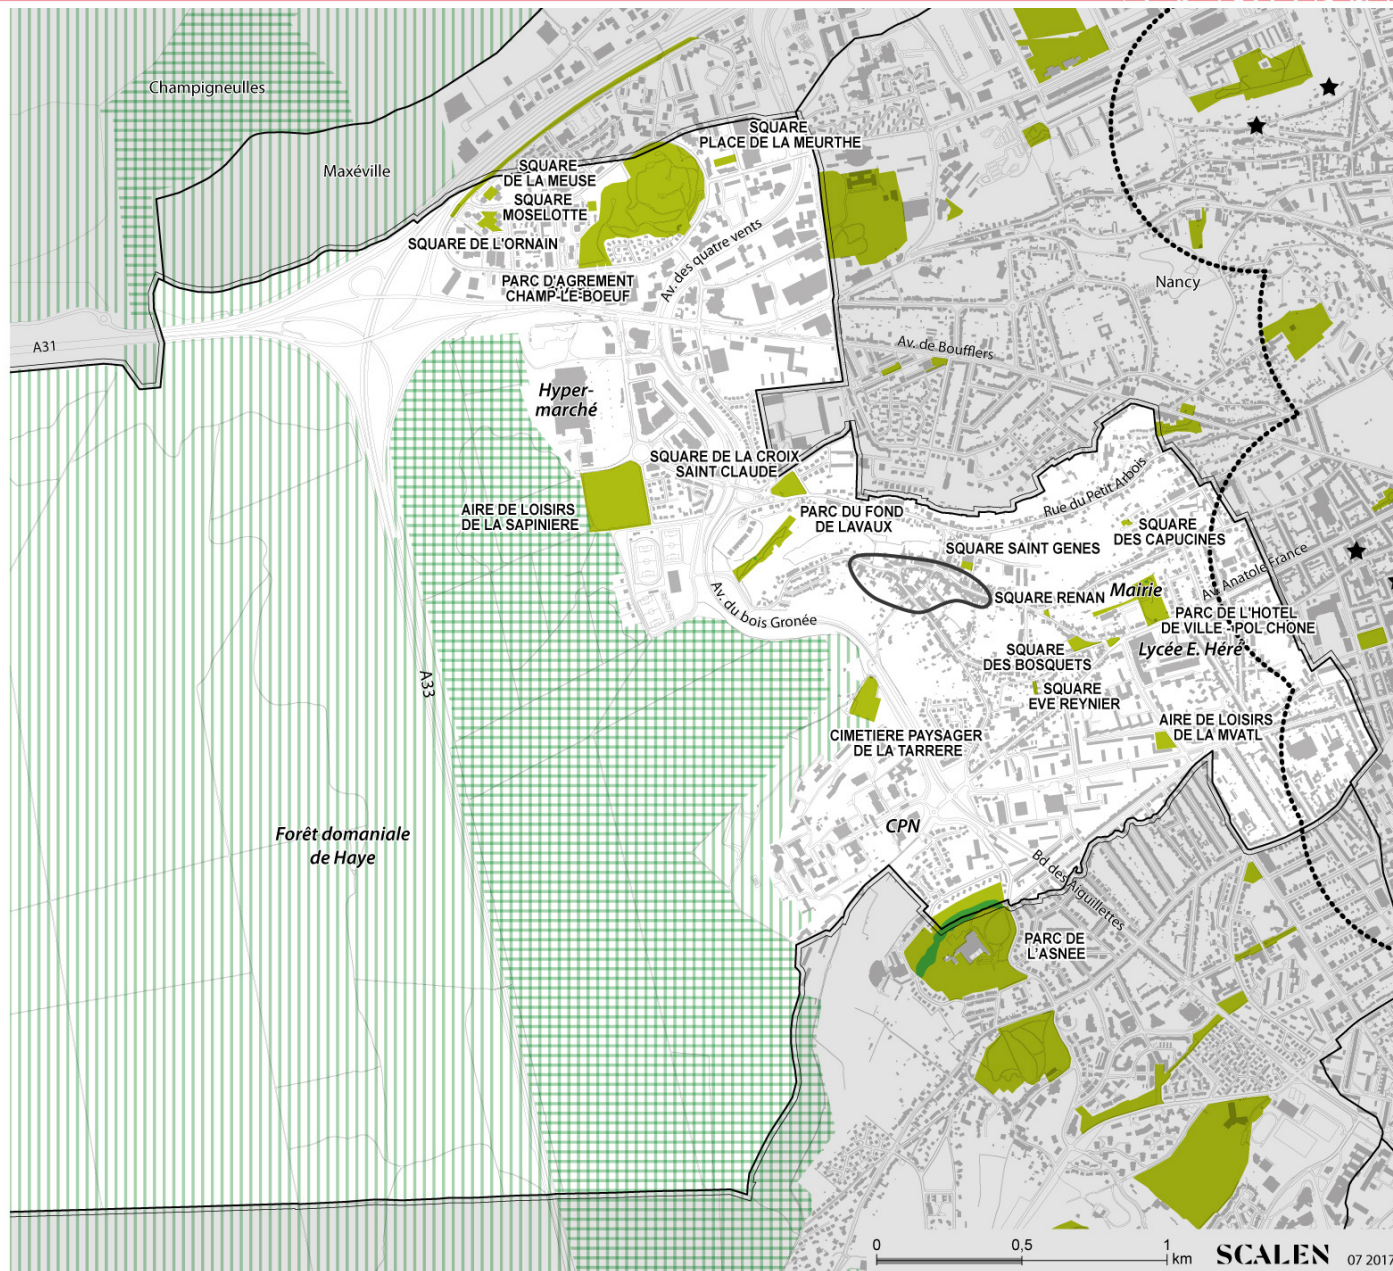 Champigneulles
Maxéville
SQUARE
PLACE DE LA MEURTHE
SQUARE
DE LA MEUSE
SQUARE
MOSELOTTE
SQUARE DE L'ORNAIN
PARC D'AGREMENT
CHAMP-LE-BOEUF
Av. des quatre vents
Nancy
A31
Av. de Boufflers
Hyper-
marché
SQUARE DE LA CROIX
SAINT CLAUDE
AIRE DE LOISIRS
DE LA SAPINIERE
PARC DU FOND
DE LAVAUX
Rue du Petit Arbois
SQUARE
DES CAPUCINES
SQUARE SAINT GENES
Av. Anatole France
SQUARE RENAN
Mairie
Av. du bois Gronée
PARC DE L'HOTEL
DE VILLE - POL CHONE
Lycée E. Héré
SQUARE
DES BOSQUETS
A33
SQUARE
EVE REYNIER
AIRE DE LOISIRS
DE LA MVATL
CIMETIERE PAYSAGER
DE LA TARRERE
CPN
Forêt domaniale
de Haye
Bd des Aiguillettes
PARC DE
L'ASNEE
0 0,5 1
km
SCALEN 07 2017